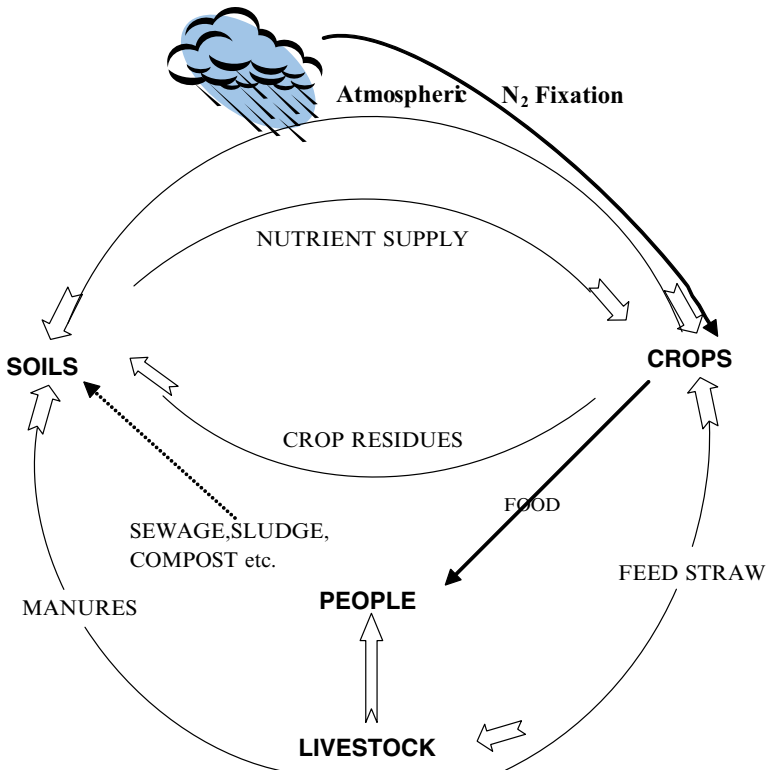 Atmospheric N₂ Fixation
NUTRIENT SUPPLY
SOILS
CROPS
CROP RESIDUES
FOOD
SEWAGE,SLUDGE,
COMPOST etc.
FEED STRAW
PEOPLE
MANURES
LIVESTOCK